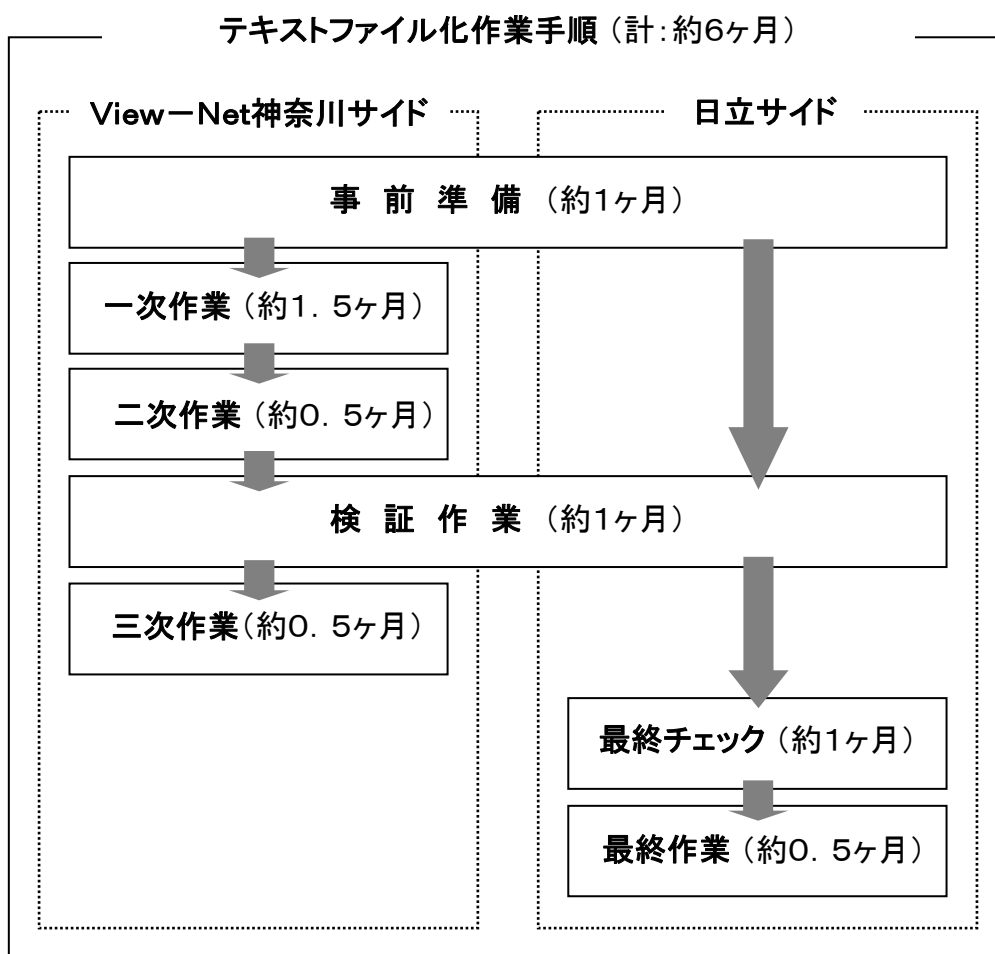 テキストファイル化作業手順（計：約6ヶ月）
View－Net神奈川サイド
日立サイド
事前準備（約1ヶ月）
一次作業（約1．5ヶ月）
二次作業（約0．5ヶ月）
検証作業（約1ヶ月）
三次作業（約0．5ヶ月）
最終チェック（約1ヶ月）
最終作業（約0．5ヶ月）